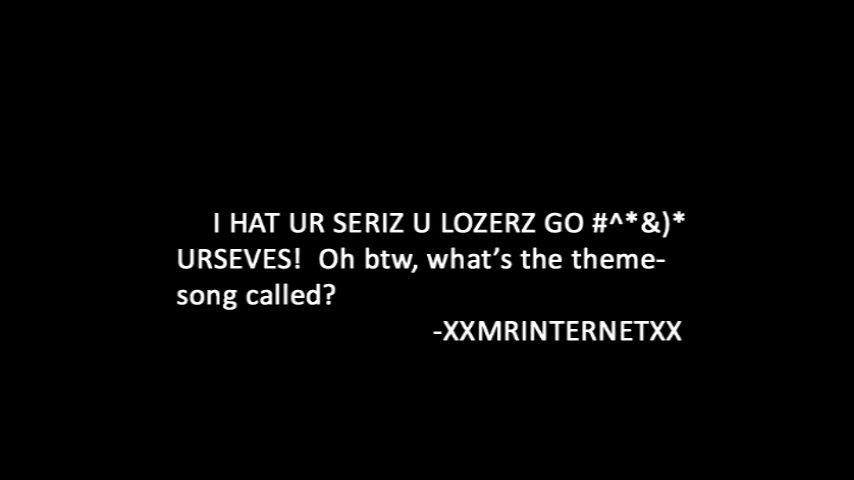 I HAT UR SERIZ U LOZERZ GO #^*&)*
URSEVES!  Oh btw, what’s the theme-
song called?
-XXMRINTERNETXX